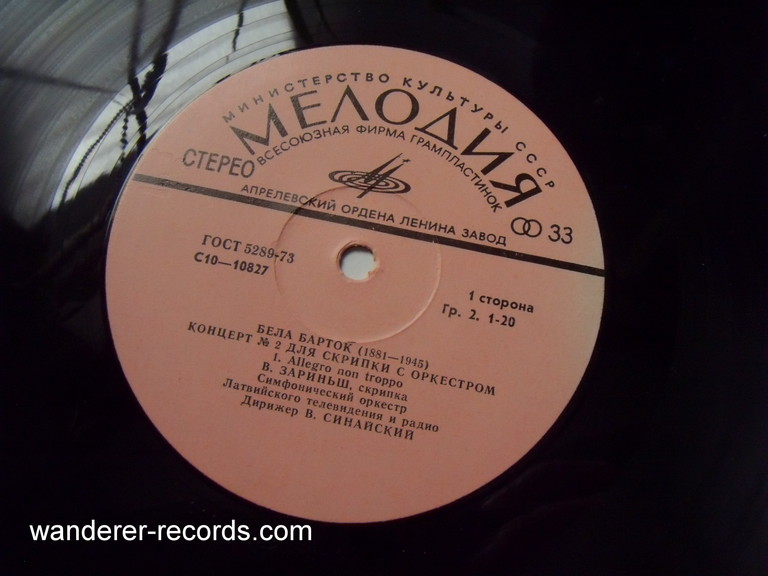 МИНИСТЕРСТВО КУЛЬТУРЫ СССР
МЕЛОДИЯ
ВСЕСОЮЗНАЯ ФИРМА ГРАМПЛАСТИНОК
СТЕРЕО
АПРЕЛЕВСКИЙ ОРДЕНА ЛЕНИНА ЗАВОД
33
ГОСТ 5289-73
С10—10827
1 сторона
Гр. 2. 1-20
БЕЛА БАРТОК (1881—1945)
КОНЦЕРТ № 2 ДЛЯ СКРИПКИ С ОРКЕСТРОМ
1. Allegro non troppo
В. ЗАРИНЬШ, скрипка
Симфонический оркестр
Латвийского телевидения и радио
Дирижер В. СИНАЙСКИЙ
wanderer-records.com